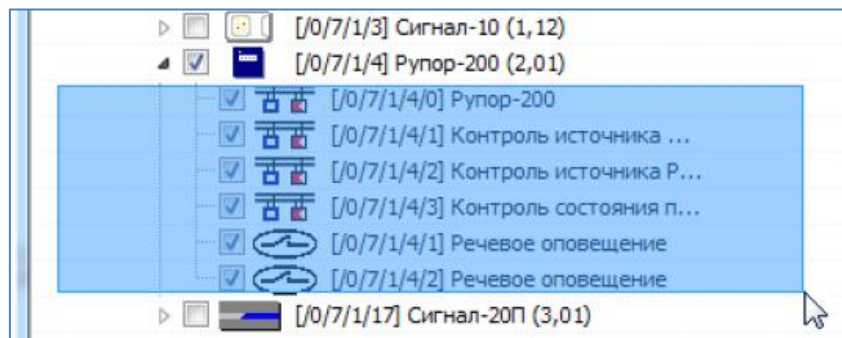 [/0/7/1/3] Сигнал-10 (1,12)
[/0/7/1/4] Рупор-200 (2,01)
[/0/7/1/4/0] Рупор-200
[/0/7/1/4/1] Контроль источника ...
[/0/7/1/4/2] Контроль источника Р...
[/0/7/1/4/3] Контроль состояния п...
[/0/7/1/4/1] Речевое оповещение
[/0/7/1/4/2] Речевое оповещение
[/0/7/1/17] Сигнал-20П (3,01)